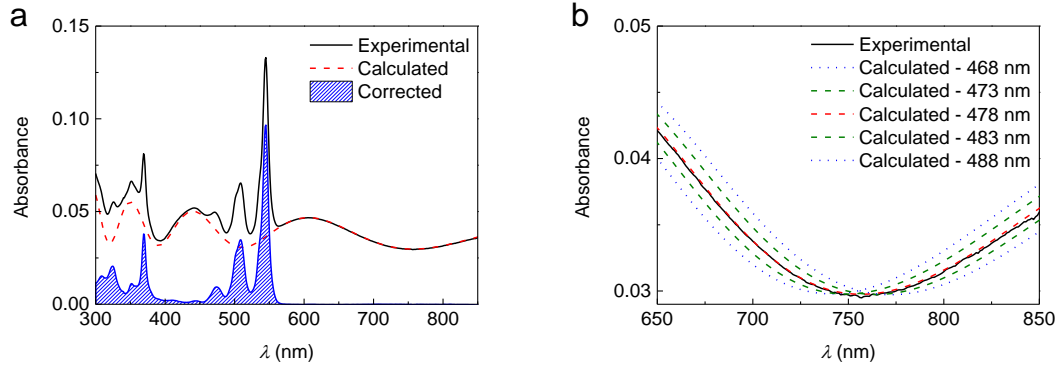 a
0.15
0.10
0.05
0.00
Absorbance
Experimental
Calculated
Corrected
300 400 500 600 700 800
λ (nm)
b
0.05
0.04
0.03
Absorbance
Experimental
Calculated - 468 nm
Calculated - 473 nm
Calculated - 478 nm
Calculated - 483 nm
Calculated - 488 nm
650 700 750 800 850
λ (nm)